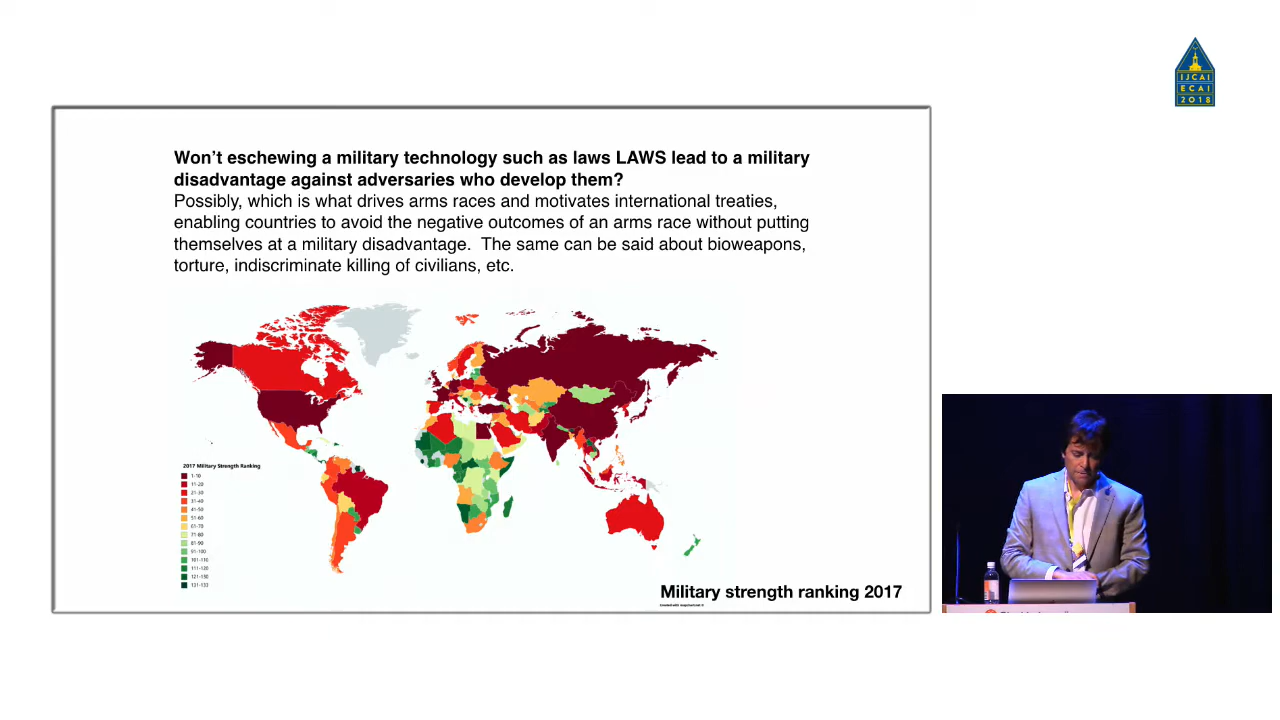 IJCAI
ECAI
2018
Won't eschewing a military technology such as laws LAWS lead to a military
disadvantage against adversaries who develop them?
Possibly, which is what drives arms races and motivates international treaties,
enabling countries to avoid the negative outcomes of an arms race without putting
themselves at a military disadvantage.  The same can be said about bioweapons,
torture, indiscriminate killing of civilians, etc.
2017 Military Strength Ranking
1-10
11-20
21-30
31-40
41-50
51-60
61-70
71-80
81-90
91-100
101-110
111-120
121-130
131-133
Military strength ranking 2017